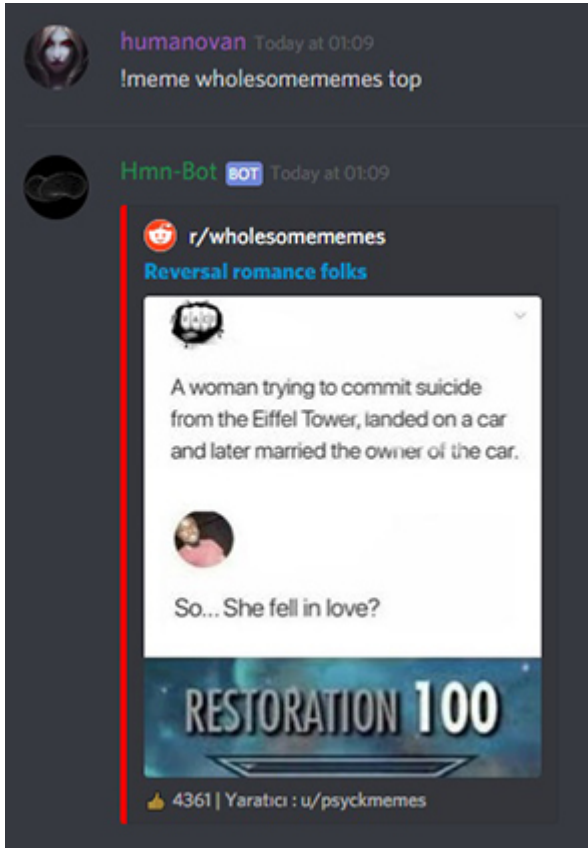 humanovan Today at 01:09
!meme wholesomememes top
Hmn-Bot BOT Today at 01:09
r/wholesomememes
Reversal romance folks
A woman trying to commit suicide
from the Eiffel Tower, landed on a car
and later married the owner of the car.
So... She fell in love?
RESTORATION 100
4361 | Yaratıcı : u/psyckmemes